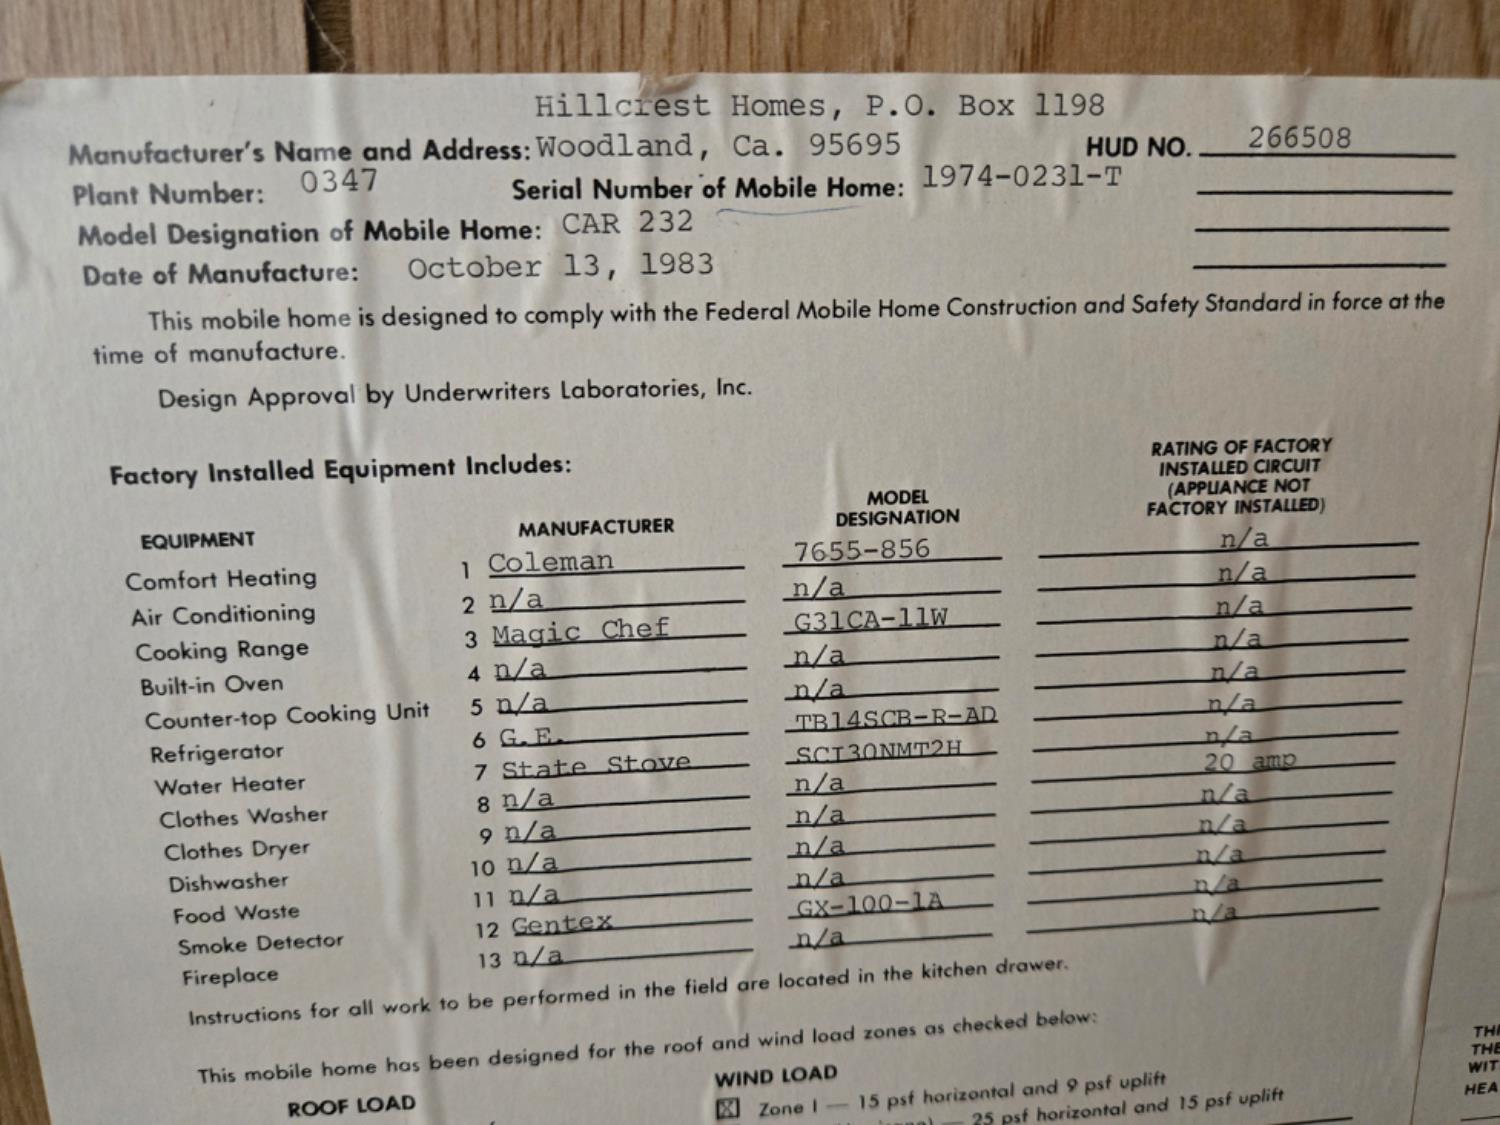 Hillcrest Homes, P.O. Box 1198
Manufacturer's Name and Address: Woodland, Ca. 95695 HUD NO. 266508
Plant Number: 0347 Serial Number of Mobile Home: 1974-0231-T
Model Designation of Mobile Home: CAR 232
Date of Manufacture: October 13, 1983
This mobile home is designed to comply with the Federal Mobile Home Construction and Safety Standard in force at the
time of manufacture.
Design Approval by Underwriters Laboratories, Inc.
Factory Installed Equipment Includes:
RATING OF FACTORY
INSTALLED CIRCUIT
(APPLIANCE NOT
FACTORY INSTALLED)
MODEL
DESIGNATION
EQUIPMENT MANUFACTURER
Comfort Heating 1 Coleman 7655-856 n/a
Air Conditioning 2 n/a n/a n/a
Cooking Range 3 Magic Chef G31CA-11W n/a
Built-in Oven 4 n/a n/a n/a
Counter-top Cooking Unit 5 n/a n/a n/a
Refrigerator 6 G.E. TB14SCB-R-AD n/a
Water Heater 7 State Stove SCT30NMT2H n/a
Clothes Washer 8 n/a n/a 20 amp
Clothes Dryer 9 n/a n/a n/a
Dishwasher 10 n/a n/a n/a
Food Waste 11 n/a n/a n/a
Smoke Detector 12 Gentex GX-100-1A n/a
Fireplace 13 n/a n/a n/a
Instructions for all work to be performed in the field are located in the kitchen drawer.
This mobile home has been designed for the roof and wind load zones as checked below:
ROOF LOAD WIND LOAD
Zone I — 15 psf horizontal and 9 psf uplift
— 25 psf horizontal and 15 psf uplift
THE
WIT
HEA